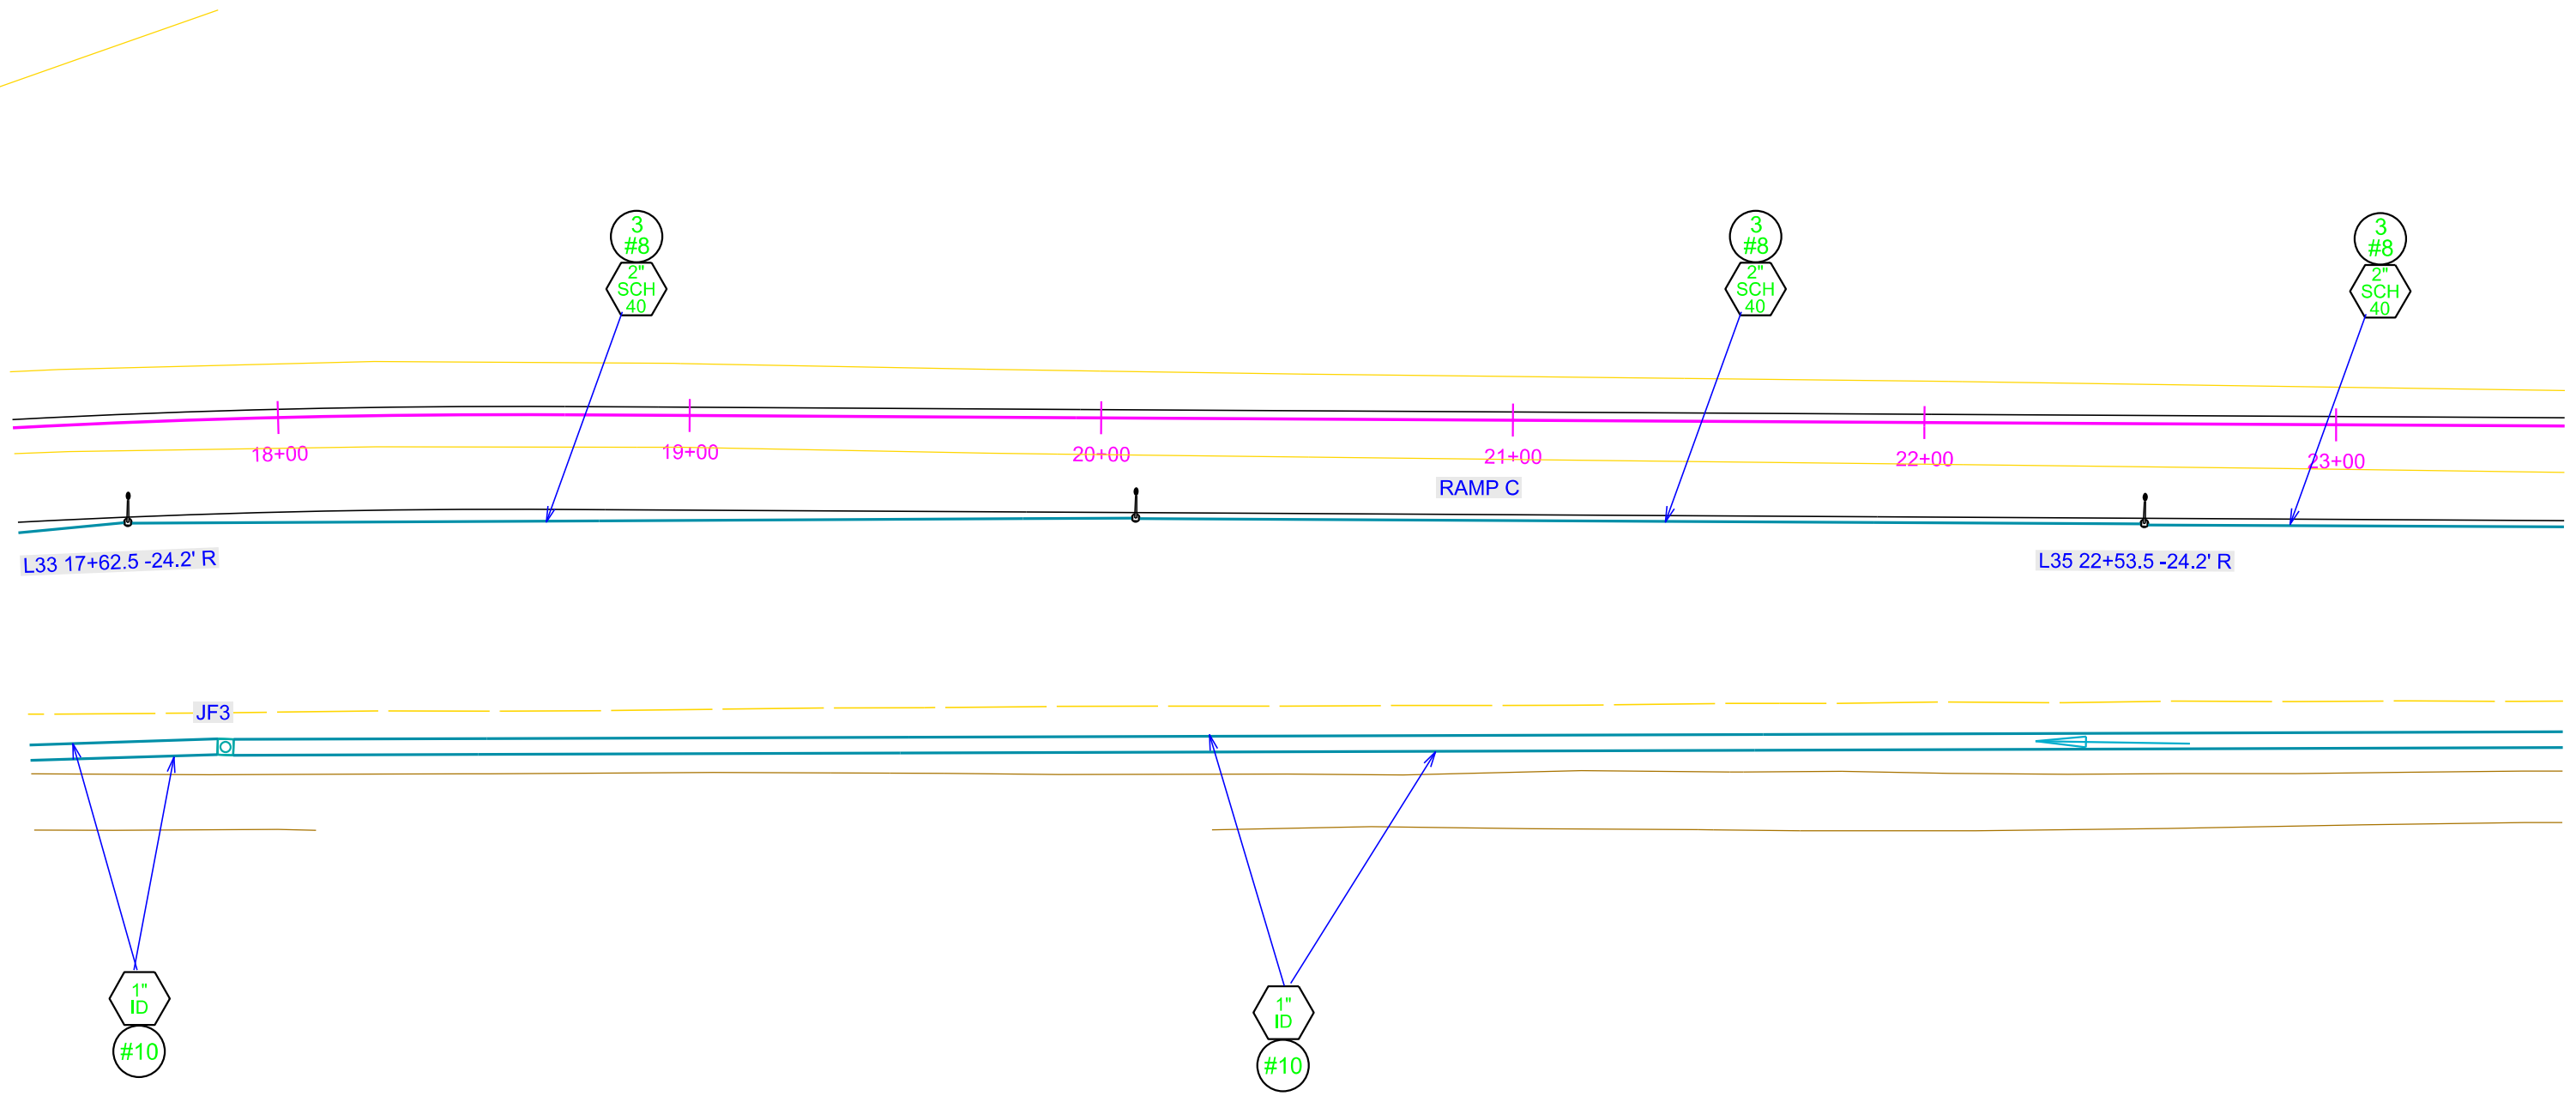 3
#8
2"
SCH
40
3
#8
2"
SCH
40
3
#8
2"
SCH
40
18+00
19+00
20+00
21+00
22+00
23+00
RAMP C
L33 17+62.5 -24.2' R
L35 22+53.5 -24.2' R
JF3
1"
ID
#10
1"
ID
#10